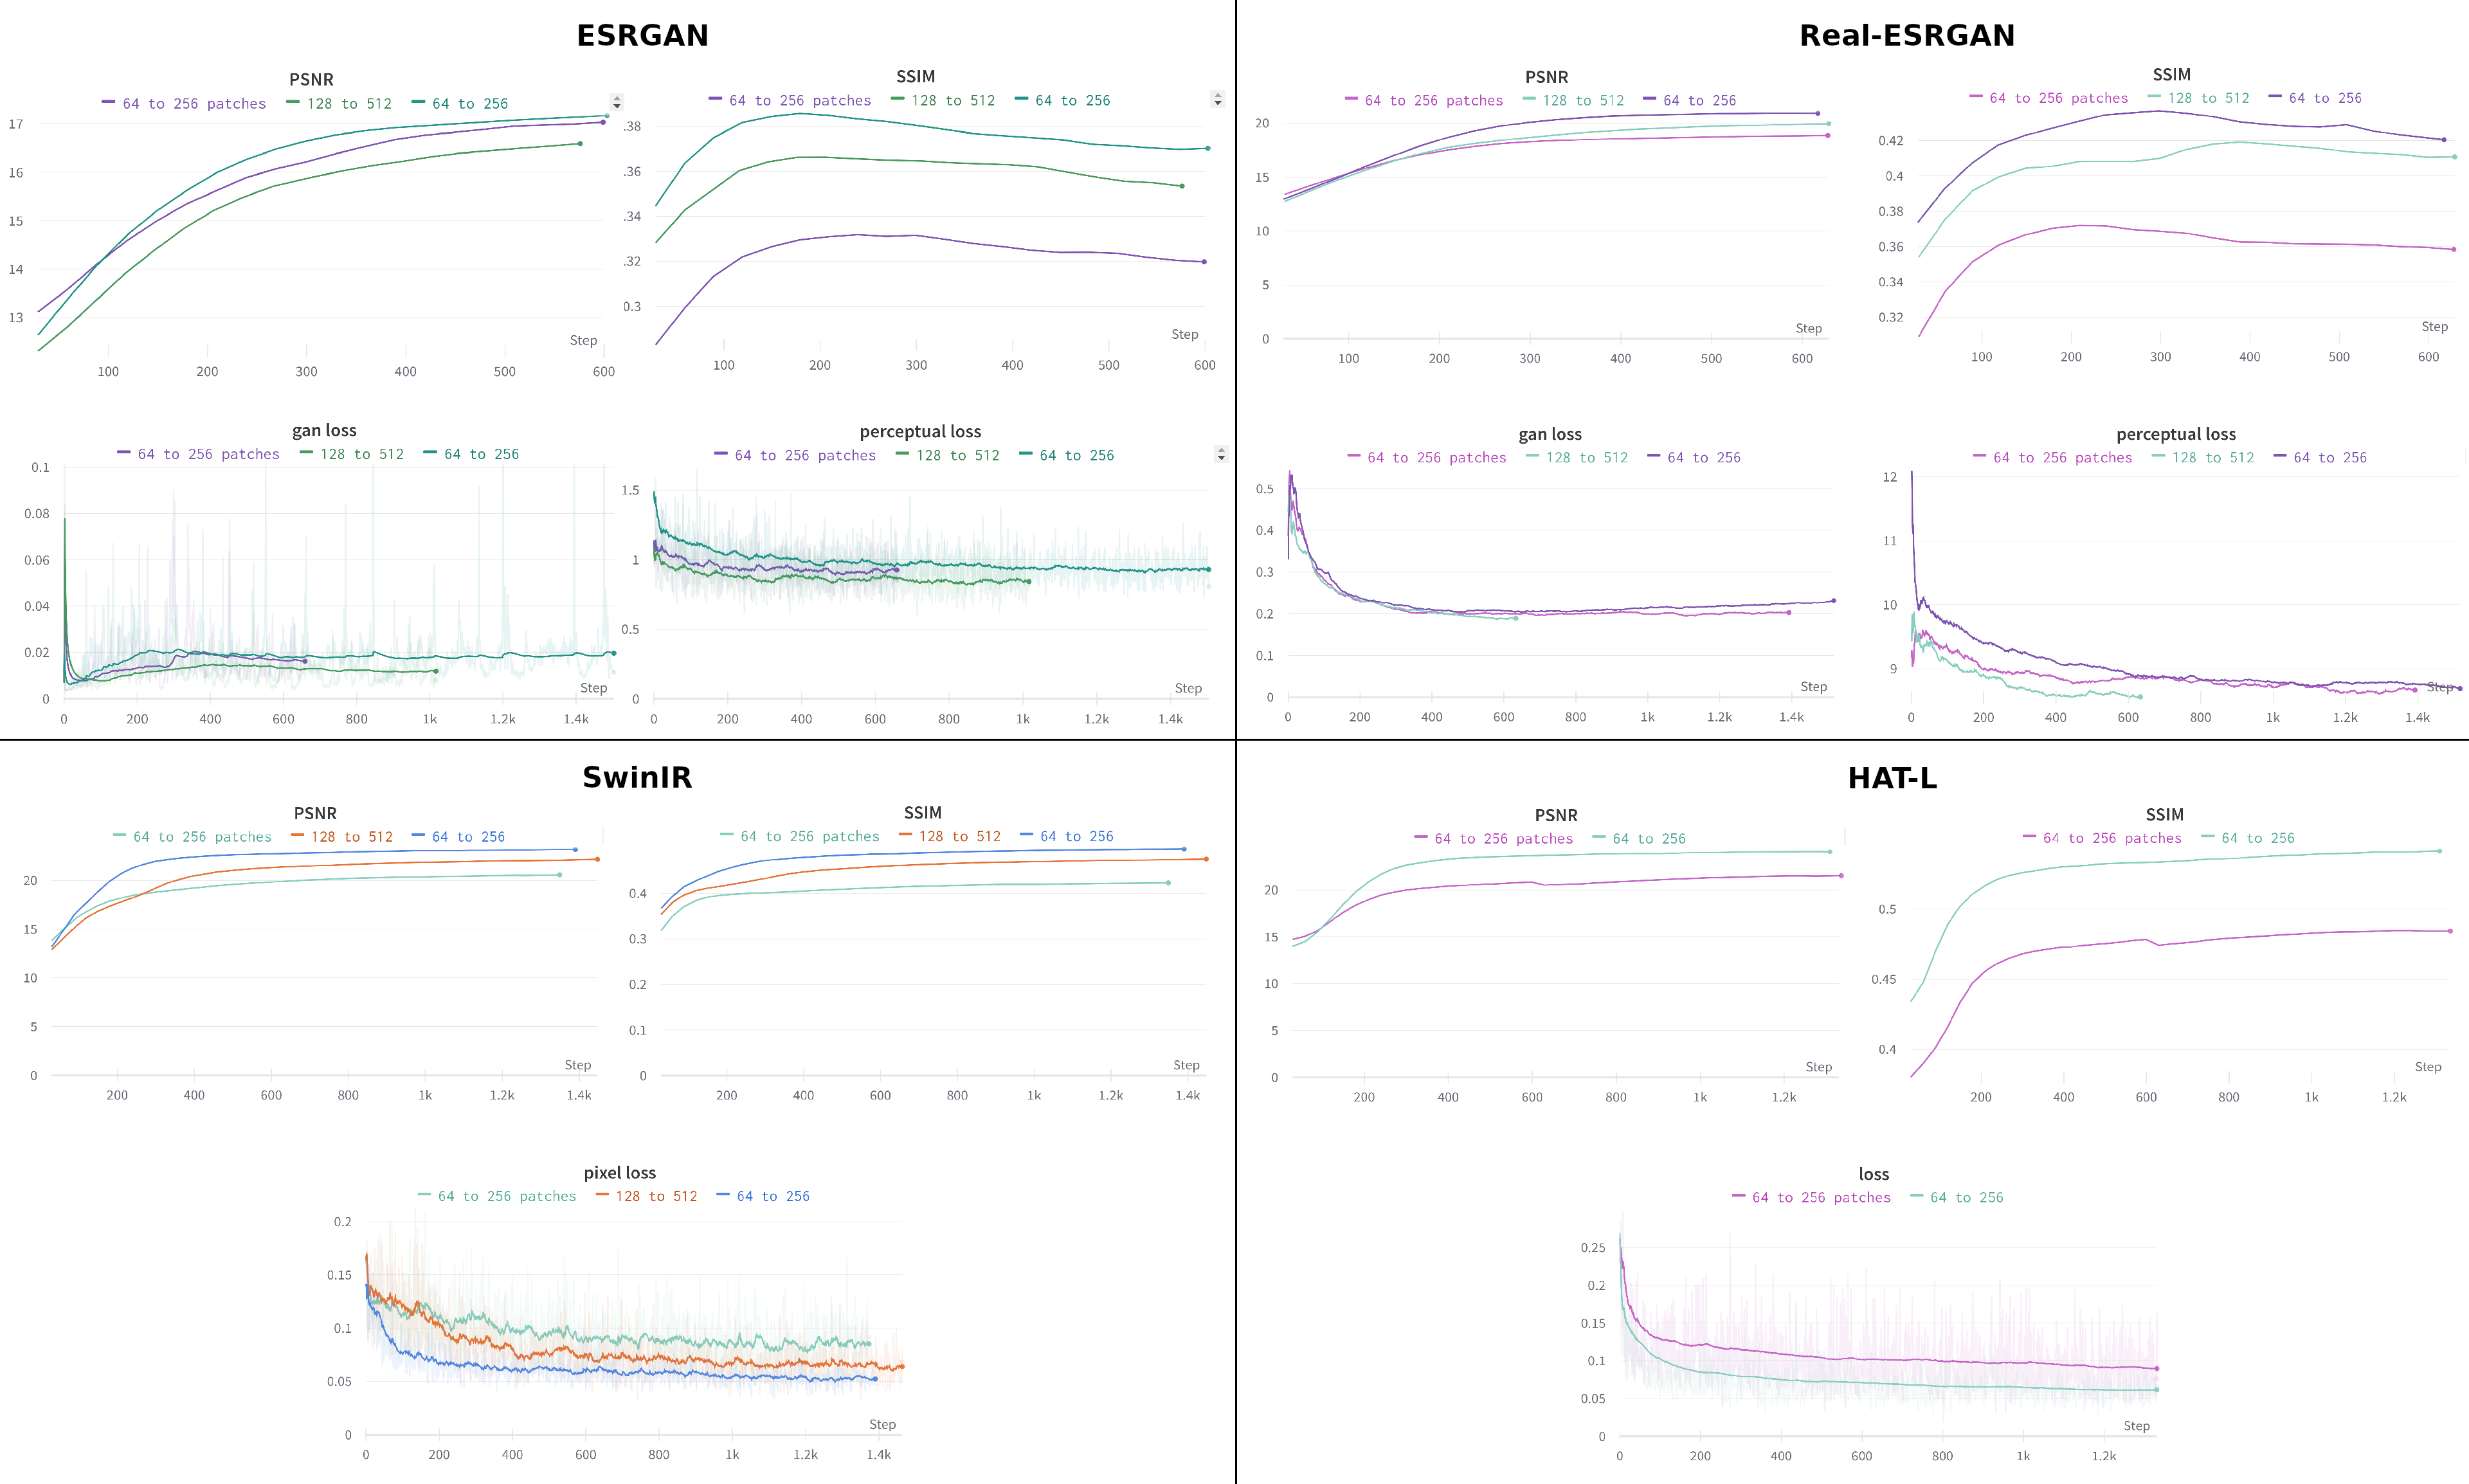 ESRGAN
PSNR
64 to 256 patches 128 to 512 64 to 256
17
16
15
14
13
Step
100 200 300 400 500 600
SSIM
64 to 256 patches 128 to 512 64 to 256
.38
.36
.34
.32
0.3
Step
100 200 300 400 500 600
gan loss
64 to 256 patches 128 to 512 64 to 256
0.1
0.08
0.06
0.04
0.02
0
Step
0 200 400 600 800 1k 1.2k 1.4k
perceptual loss
64 to 256 patches 128 to 512 64 to 256
1.5
1
0.5
0
Step
0 200 400 600 800 1k 1.2k 1.4k
Real-ESRGAN
PSNR
64 to 256 patches 128 to 512 64 to 256
20
15
10
5
0
Step
100 200 300 400 500 600
SSIM
64 to 256 patches 128 to 512 64 to 256
0.42
0.4
0.38
0.36
0.34
0.32
Step
100 200 300 400 500 600
gan loss
64 to 256 patches 128 to 512 64 to 256
0.5
0.4
0.3
0.2
0.1
0
Step
0 200 400 600 800 1k 1.2k 1.4k
perceptual loss
64 to 256 patches 128 to 512 64 to 256
12
11
10
9
Step
0 200 400 600 800 1k 1.2k 1.4k
SwinIR
PSNR
64 to 256 patches 128 to 512 64 to 256
20
15
10
5
0
Step
200 400 600 800 1k 1.2k 1.4k
SSIM
64 to 256 patches 128 to 512 64 to 256
0.4
0.3
0.2
0.1
0
Step
200 400 600 800 1k 1.2k 1.4k
pixel loss
64 to 256 patches 128 to 512 64 to 256
0.2
0.15
0.1
0.05
0
Step
0 200 400 600 800 1k 1.2k 1.4k
HAT-L
PSNR
64 to 256 patches 64 to 256
20
15
10
5
0
Step
200 400 600 800 1k 1.2k
SSIM
64 to 256 patches 64 to 256
0.5
0.45
0.4
Step
200 400 600 800 1k 1.2k
loss
64 to 256 patches 64 to 256
0.25
0.2
0.15
0.1
0.05
0
Step
0 200 400 600 800 1k 1.2k